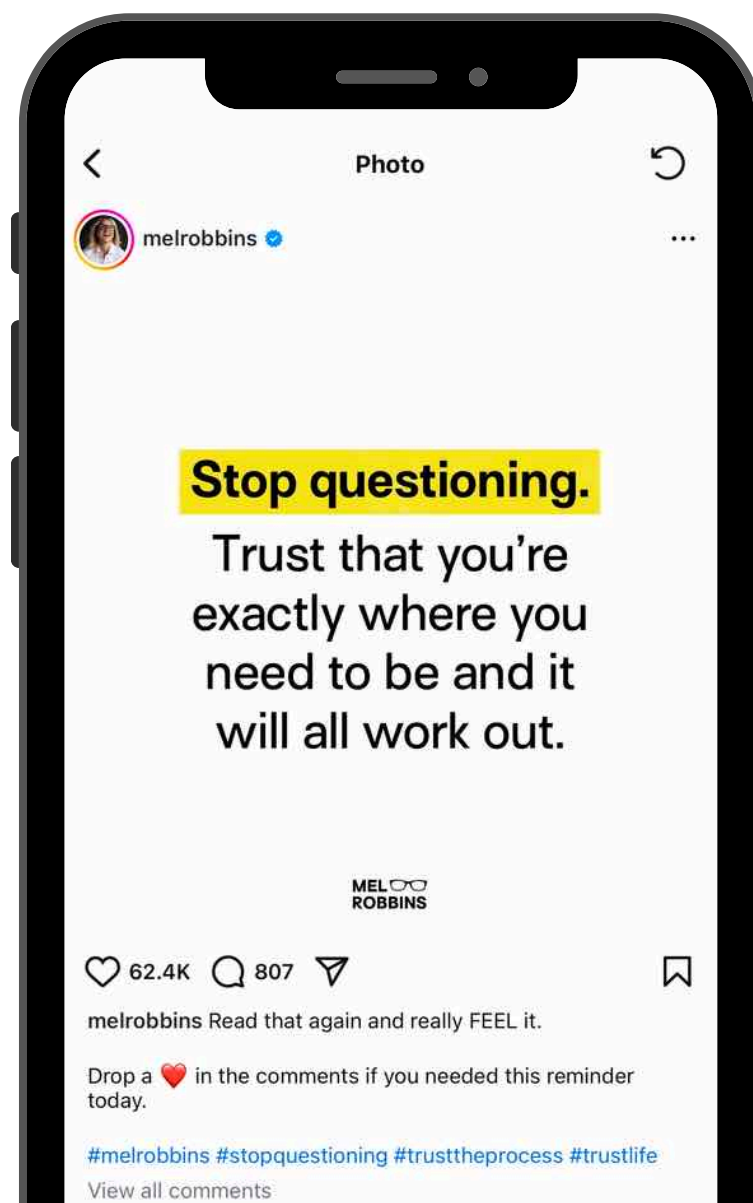 Photo
melrobbins
Stop questioning.
Trust that you’re
exactly where you
need to be and it
will all work out.
MEL
ROBBINS
62.4K 807
melrobbins Read that again and really FEEL it.
Drop a ❤️ in the comments if you needed this reminder
today.
#melrobbins #stopquestioning #trusttheprocess #trustlife
View all comments